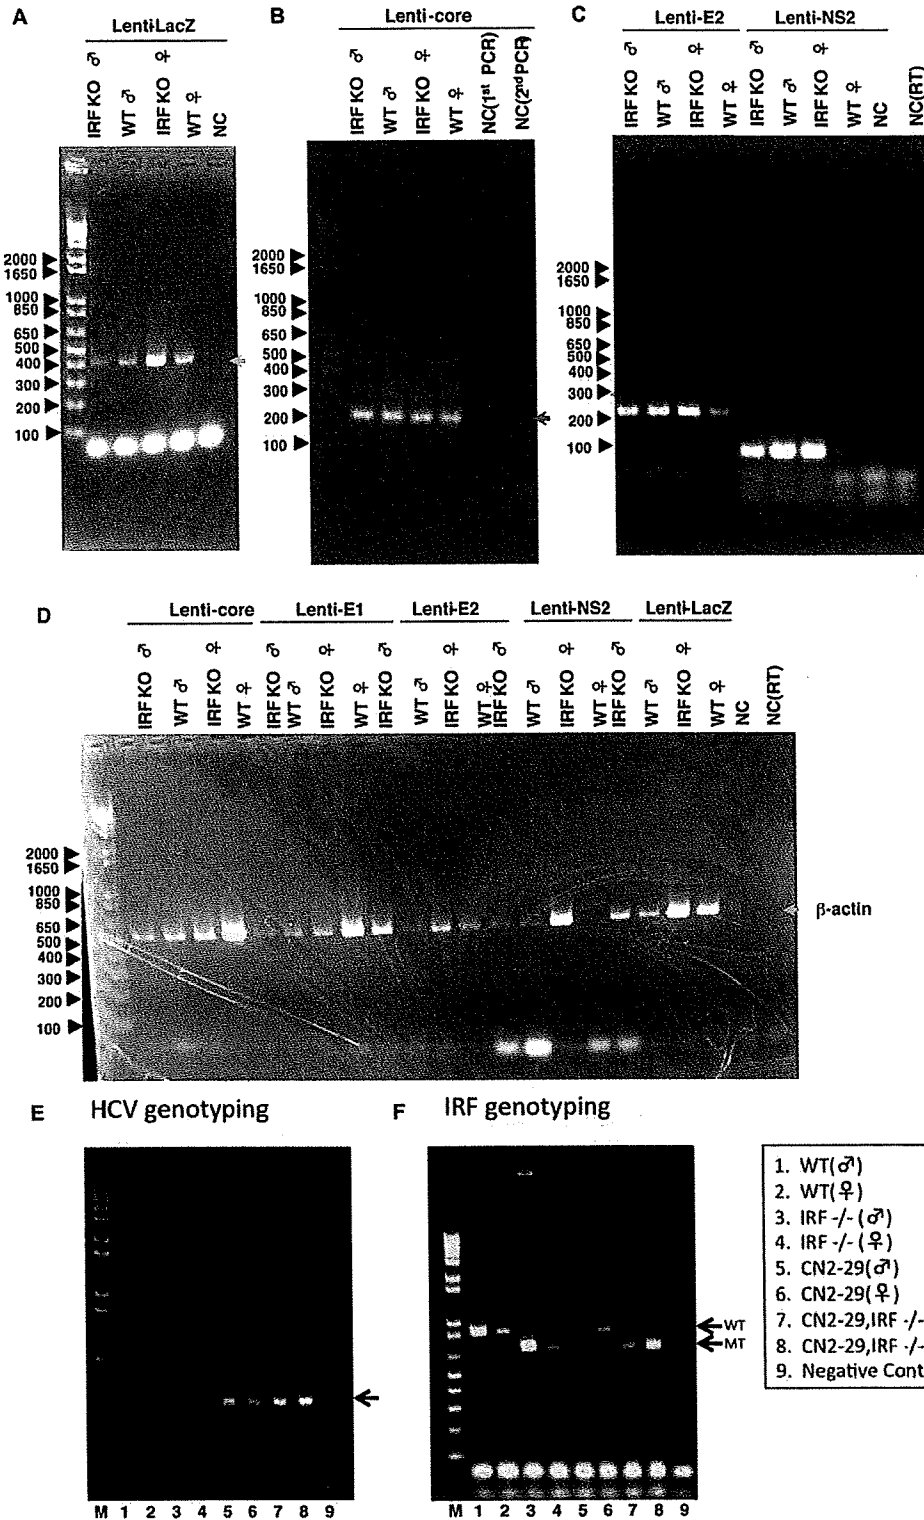 A
Lenti-LacZ
IRF KO ♂
WT ♂
IRF KO ♀
WT ♀
NC
2000
1650
1000
850
650
500
400
300
200
100
B
Lenti-core
IRF KO ♂
WT ♂
IRF KO ♀
WT ♀
NC(1st PCR)
NC(2nd PCR)
2000
1650
1000
850
650
500
400
300
200
100
C
Lenti-E2 Lenti-NS2
IRF KO ♂
WT ♂
IRF KO ♀
WT ♀
IRF KO ♂
WT ♂
IRF KO ♀
WT ♀
NC
NC(RT)
2000
1650
1000
850
650
500
400
300
200
100
D
Lenti-core Lenti-E1 Lenti-E2 Lenti-NS2 Lenti-LacZ
IRF KO ♂
WT ♂
IRF KO ♀
WT ♀
IRF KO ♂
WT ♂
IRF KO ♀
WT ♀
IRF KO ♂
WT ♂
IRF KO ♀
WT ♀
IRF KO ♂
WT ♂
IRF KO ♀
WT ♀
IRF KO ♂
WT ♂
IRF KO ♀
WT ♀
NC
NC(RT)
2000
1650
1000
850
650
500
400
300
200
100
β-actin
E HCV genotyping
M 1 2 3 4 5 6 7 8 9
F IRF genotyping
WT
MT
M 1 2 3 4 5 6 7 8 9
1. WT(♂)
2. WT(♀)
3. IRF -/- (♂)
4. IRF -/- (♀)
5. CN2-29(♂)
6. CN2-29(♀)
7. CN2-29,IRF -/-
8. CN2-29,IRF -/-
9. Negative Cont